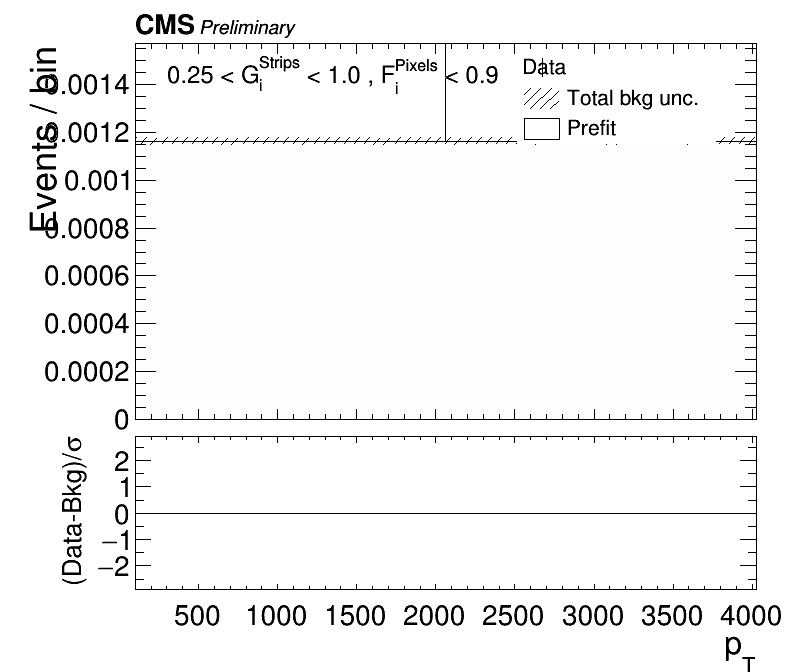 CMS Preliminary
0.25 < G_i^Strips < 1.0 , F_i^Pixels < 0.9
Data
Total bkg unc.
Prefit
Events / bin
0.0014
0.0012
0.001
0.0008
0.0006
0.0004
0.0002
0
(Data-Bkg)/σ
2
1
0
−1
−2
500 1000 1500 2000 2500 3000 3500 4000
p_T